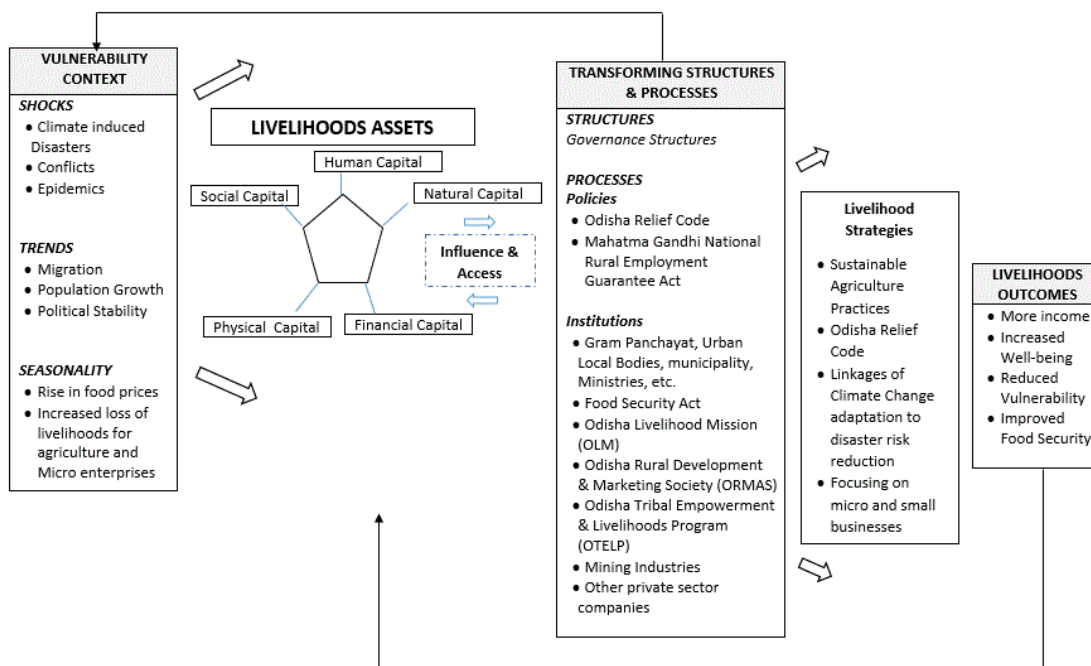 VULNERABILITY
CONTEXT
SHOCKS
• Climate induced
Disasters
• Conflicts
• Epidemics
TRENDS
• Migration
• Population Growth
• Political Stability
SEASONALITY
• Rise in food prices
• Increased loss of
livelihoods for
agriculture and
Micro enterprises
LIVELIHOODS ASSETS
Human Capital
Social Capital
Natural Capital
Physical Capital
Financial Capital
Influence &
Access
TRANSFORMING STRUCTURES
& PROCESSES
STRUCTURES
Governance Structures
PROCESSES
Policies
• Odisha Relief Code
• Mahatma Gandhi National
Rural Employment
Guarantee Act
Institutions
• Gram Panchayat, Urban
Local Bodies, municipality,
Ministries, etc.
• Food Security Act
• Odisha Livelihood Mission
(OLM)
• Odisha Rural Development
& Marketing Society (ORMAS)
• Odisha Tribal Empowerment
& Livelihoods Program
(OTELP)
• Mining Industries
• Other private sector
companies
Livelihood
Strategies
• Sustainable
Agriculture
Practices
• Odisha Relief
Code
• Linkages of
Climate Change
adaptation to
disaster risk
reduction
• Focusing on
micro and small
businesses
LIVELIHOODS
OUTCOMES
• More income
• Increased
Well-being
• Reduced
Vulnerability
• Improved
Food Security